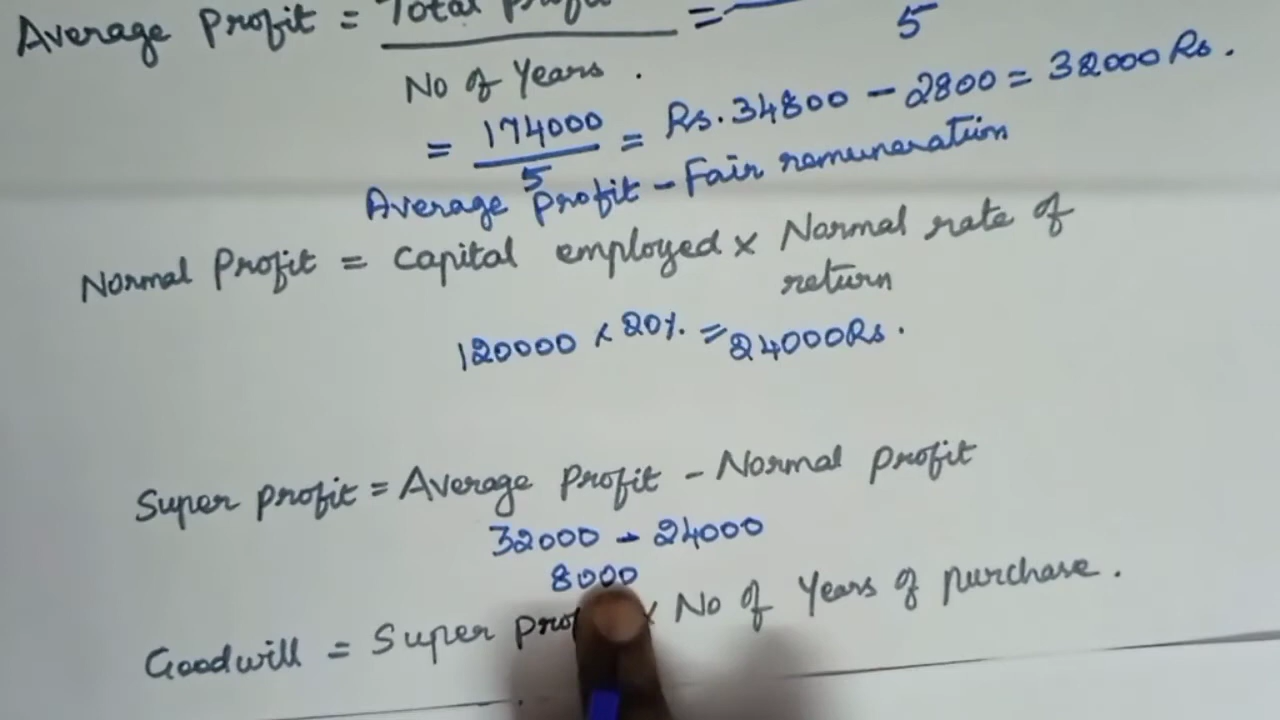 Average Profit = Total Profit =
No of Years . 5
= 174000 = Rs. 34800 - 2800 = 32000 Rs.
5
Average Profit - Fair remuneration
Normal Profit = Capital employed × Normal rate of
return
120000 × 20% = 24000Rs.
Super profit = Average Profit - Normal profit
32000 - 24000
8000
Goodwill = Super × No of Years of purchase.